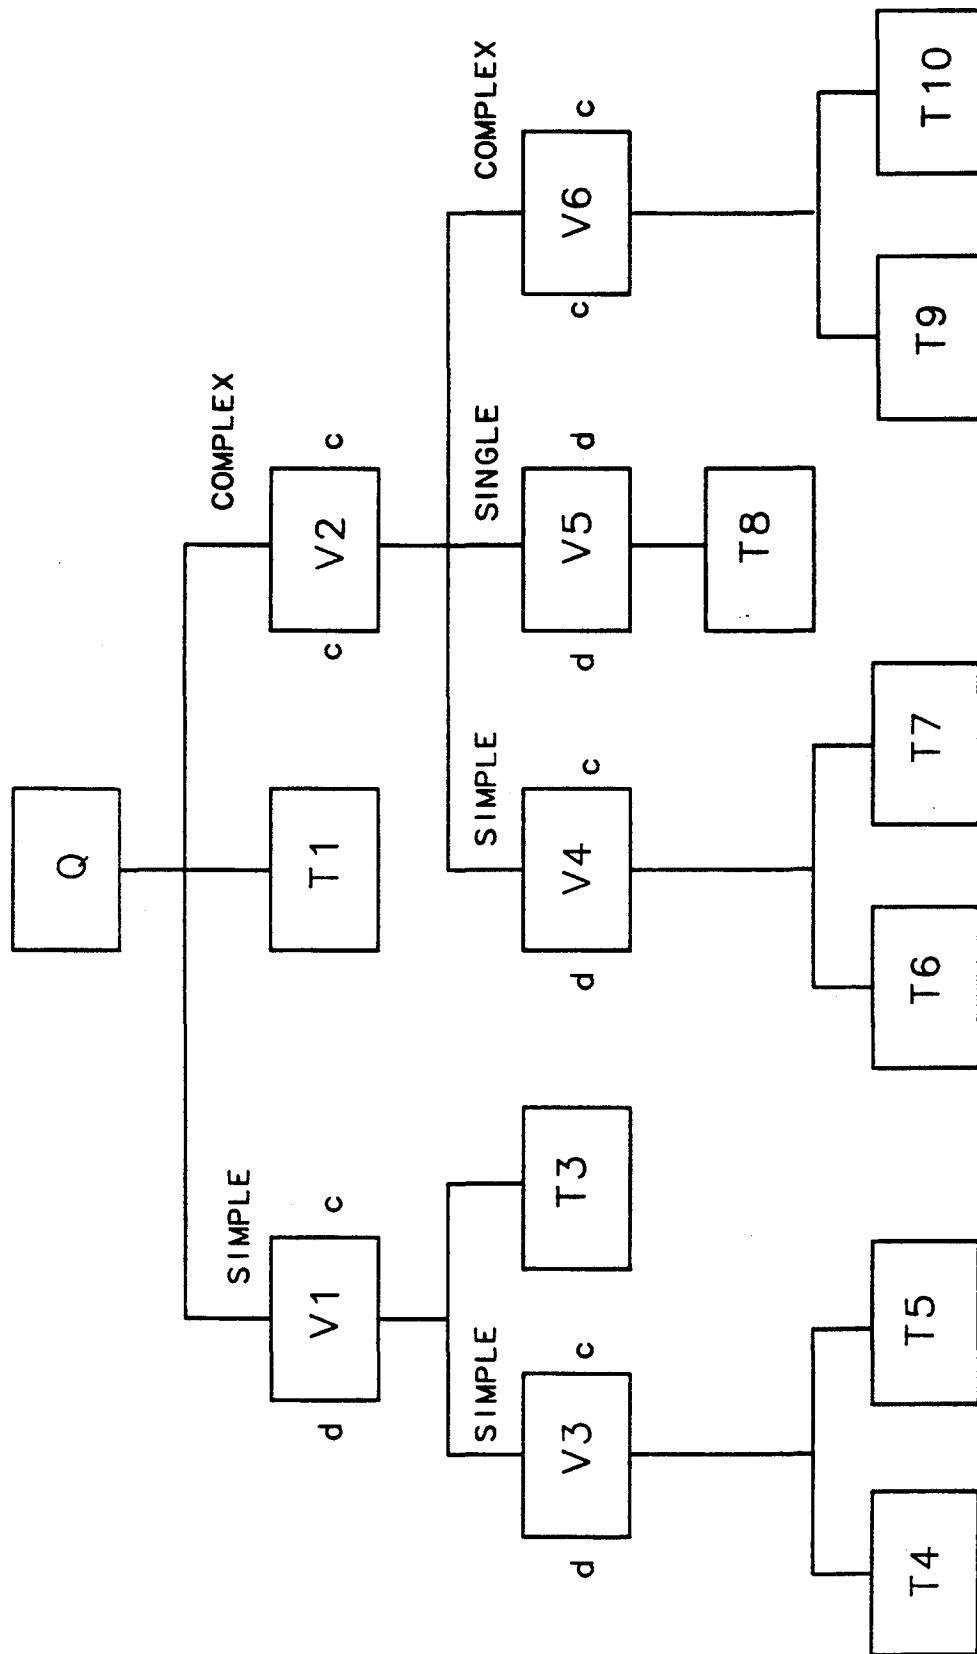 Q
SIMPLE
COMPLEX
d V1 c
T1
c V2 c
SIMPLE
SIMPLE
SINGLE
COMPLEX
d V3 c
T3
d V4 c
d V5 d
c V6 c
T8
T4
T5
T6
T7
T9
T10